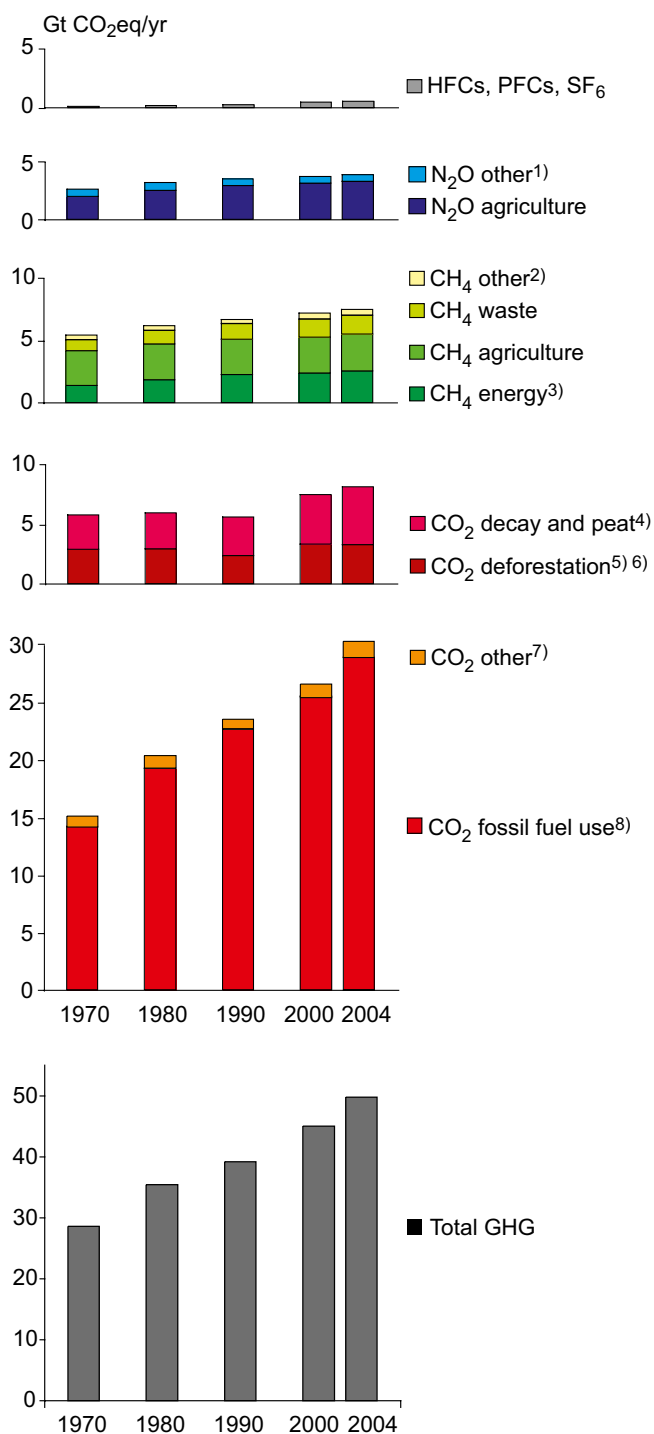 Gt CO₂eq/yr
5
0
HFCs, PFCs, SF₆
5
0
N₂O other¹⁾
N₂O agriculture
10
5
0
CH₄ other²⁾
CH₄ waste
CH₄ agriculture
CH₄ energy³⁾
10
5
0
CO₂ decay and peat⁴⁾
CO₂ deforestation⁵⁾ ⁶⁾
30
25
20
15
10
5
0
CO₂ other⁷⁾
CO₂ fossil fuel use⁸⁾
1970 1980 1990 2000 2004
50
40
30
20
10
0
Total GHG
1970 1980 1990 2000 2004